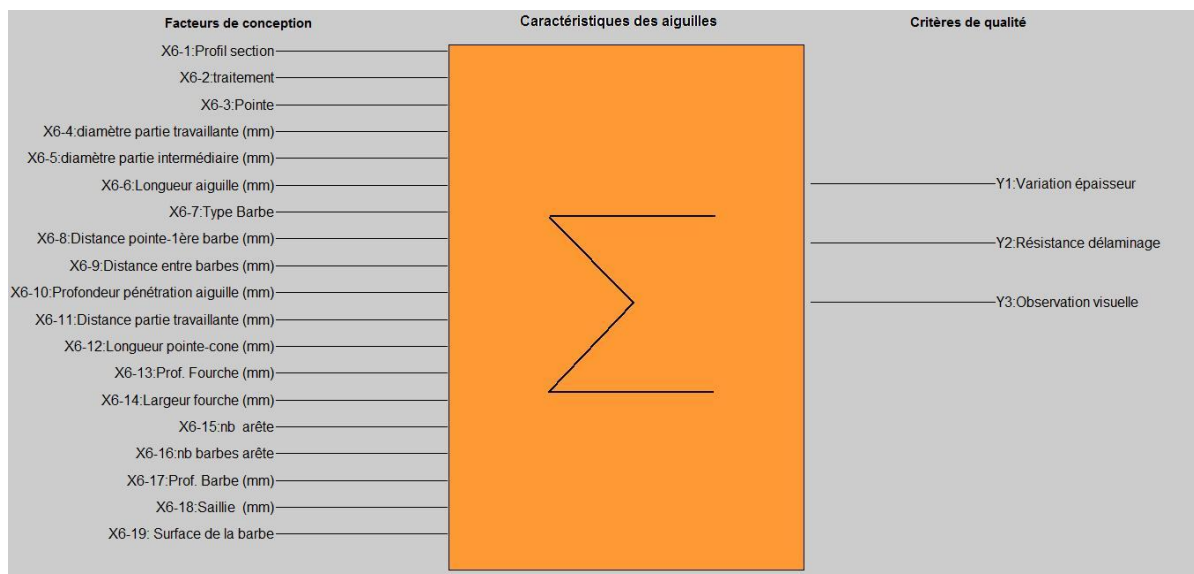 Facteurs de conception
Caractéristiques des aiguilles
Critères de qualité
X6-1:Profil section
X6-2:traitement
X6-3:Pointe
X6-4:diamètre partie travaillante (mm)
X6-5:diamètre partie intermédiaire (mm)
X6-6:Longueur aiguille (mm)
X6-7:Type Barbe
X6-8:Distance pointe-1ère barbe (mm)
X6-9:Distance entre barbes (mm)
X6-10:Profondeur pénétration aiguille (mm)
X6-11:Distance partie travaillante (mm)
X6-12:Longueur pointe-cone (mm)
X6-13:Prof. Fourche (mm)
X6-14:Largeur fourche (mm)
X6-15:nb arête
X6-16:nb barbes arête
X6-17:Prof. Barbe (mm)
X6-18:Saillie (mm)
X6-19: Surface de la barbe
Y1:Variation épaisseur
Y2:Résistance délaminage
Y3:Observation visuelle